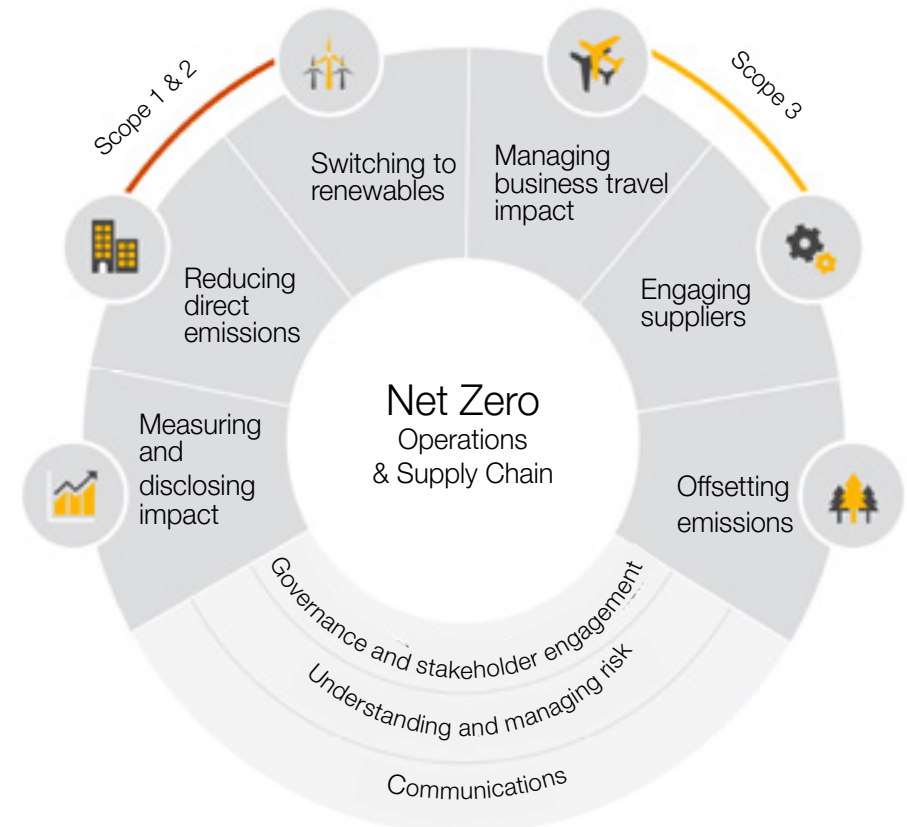 Scope 1 & 2
Scope 3
Switching to
renewables
Managing
business travel
impact
Reducing
direct
emissions
Engaging
suppliers
Net Zero
Operations
& Supply Chain
Measuring
and
disclosing
impact
Offsetting
emissions
Governance and stakeholder engagement
Understanding and managing risk
Communications